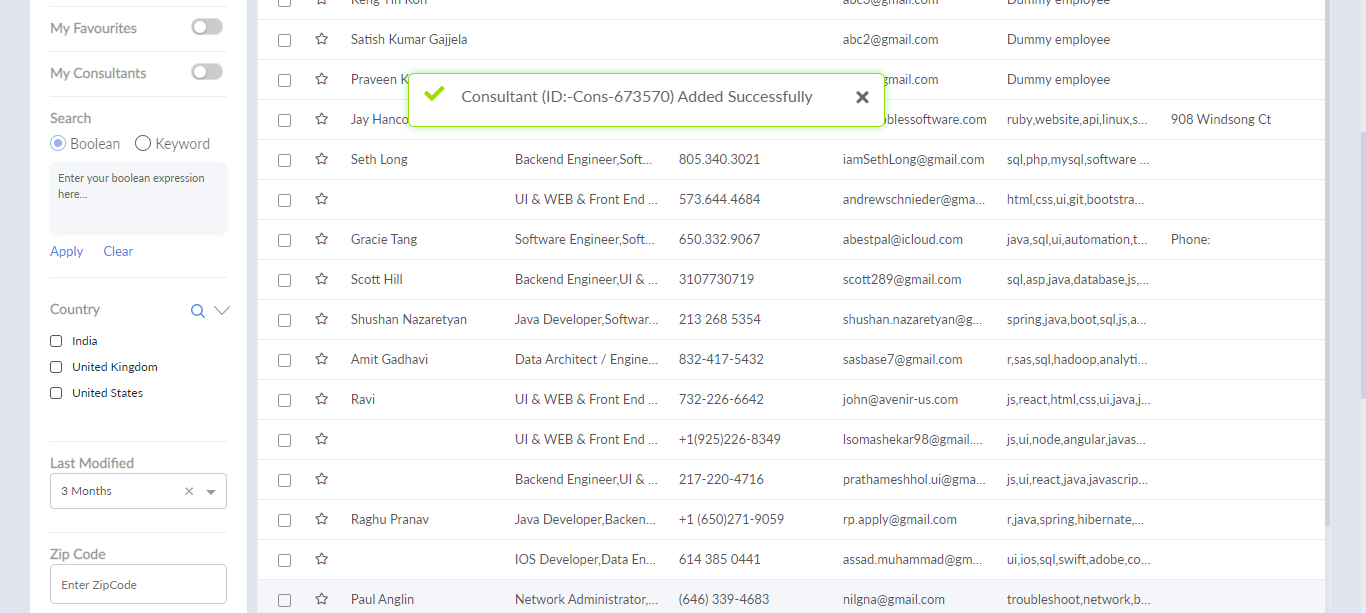 My Favourites
My Consultants
Search
Boolean Keyword
Enter your boolean expression
here...
Apply Clear
Country
India
United Kingdom
United States
Last Modified
3 Months
Zip Code
Enter ZipCode
Keng Yin Koh abc3@gmail.com Dummy employee
Satish Kumar Gajjela abc2@gmail.com Dummy employee
Praveen K gmail.com Dummy employee
Consultant (ID:-Cons-673570) Added Successfully
Jay Hanco blessoftware.com ruby,website,api,linux,s... 908 Windsong Ct
Seth Long Backend Engineer,Soft... 805.340.3021 iamSethLong@gmail.com sql,php,mysql,software ...
UI & WEB & Front End ... 573.644.4684 andrewschnieder@gma... html,css,ui,git,bootstra...
Gracie Tang Software Engineer,Soft... 650.332.9067 abestpal@icloud.com java,sql,ui,automation,t... Phone:
Scott Hill Backend Engineer,UI & ... 3107730719 scott289@gmail.com sql,asp,java,database,js,...
Shushan Nazaretyan Java Developer,Softwar... 213 268 5354 shushan.nazaretyan@g... spring,java,boot,sql,js,a...
Amit Gadhavi Data Architect / Engine... 832-417-5432 sasbase7@gmail.com r,sas,sql,hadoop,analyti...
Ravi UI & WEB & Front End ... 732-226-6642 john@avenir-us.com js,react,html,css,ui,java,j...
UI & WEB & Front End ... +1(925)226-8349 lsomashekar98@gmail.... js,ui,node,angular,javas...
Backend Engineer,UI & ... 217-220-4716 prathameshhol.ui@gma... js,ui,react,java,javascrip...
Raghu Pranav Java Developer,Backen... +1 (650)271-9059 rp.apply@gmail.com r,java,spring,hibernate,...
IOS Developer,Data En... 614 385 0441 assad.muhammad@gm... ui,ios,sql,swift,adobe,co...
Paul Anglin Network Administrator,... (646) 339-4683 nilgna@gmail.com troubleshoot,network,b...